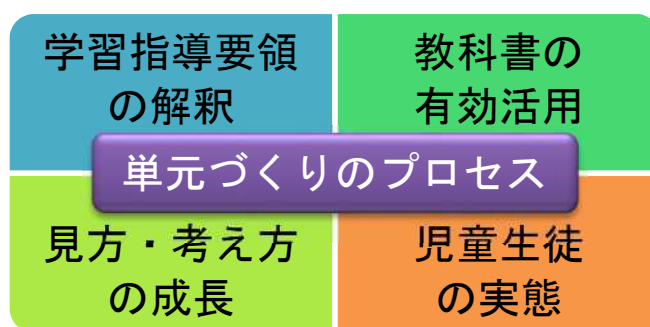 学習指導要領
の解釈
教科書の
有効活用
単元づくりのプロセス
見方・考え方
の成長
児童生徒
の実態